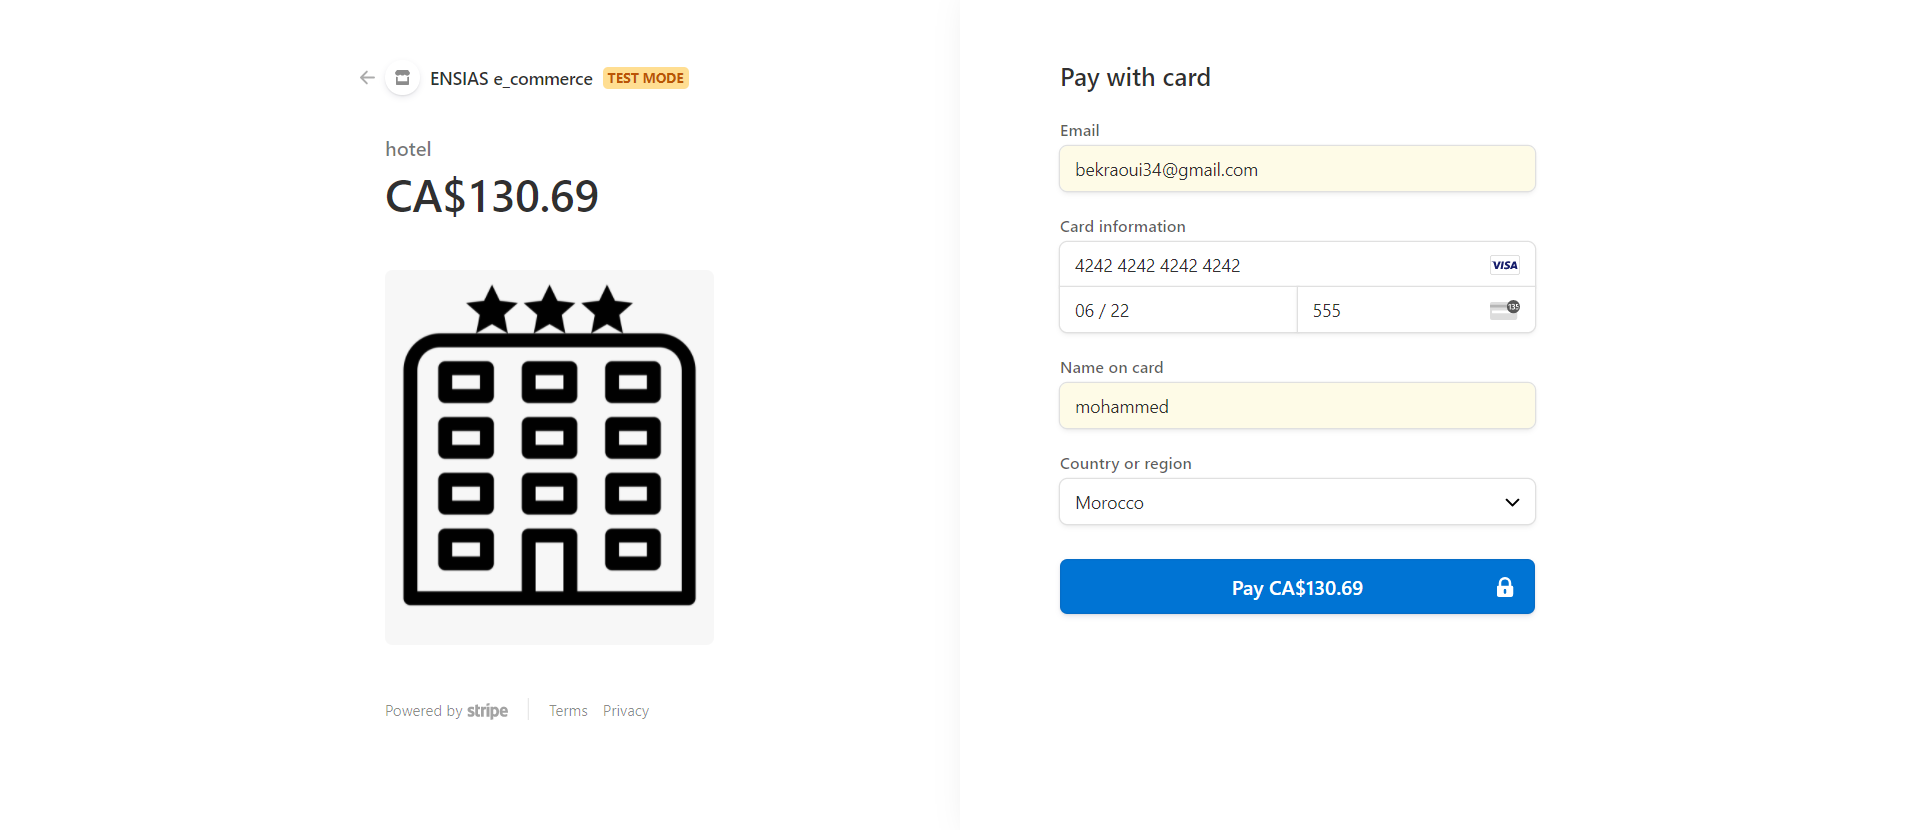 ENSIAS e_commerce TEST MODE
hotel
CA$130.69
Powered by stripe
Terms Privacy
Pay with card
Email
bekraoui34@gmail.com
Card information
4242 4242 4242 4242 VISA
06 / 22 555 135
Name on card
mohammed
Country or region
Morocco
Pay CA$130.69